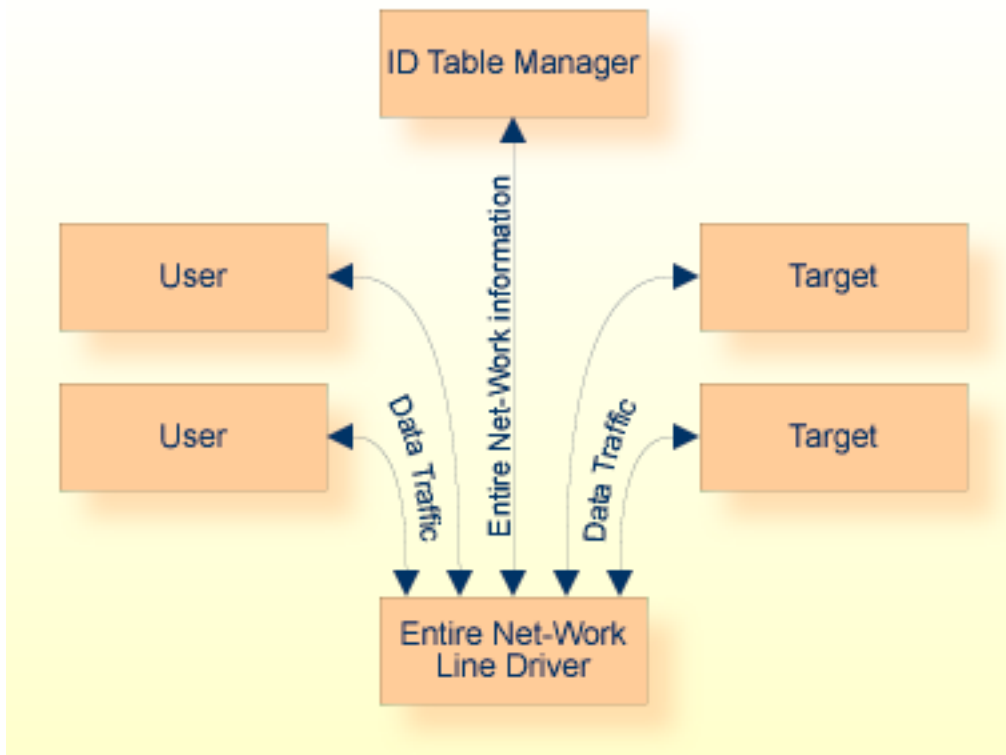 ID Table Manager
User
Target
Entire Net-Work information
User
Data Traffic
Data Traffic
Target
Entire Net-Work
Line Driver